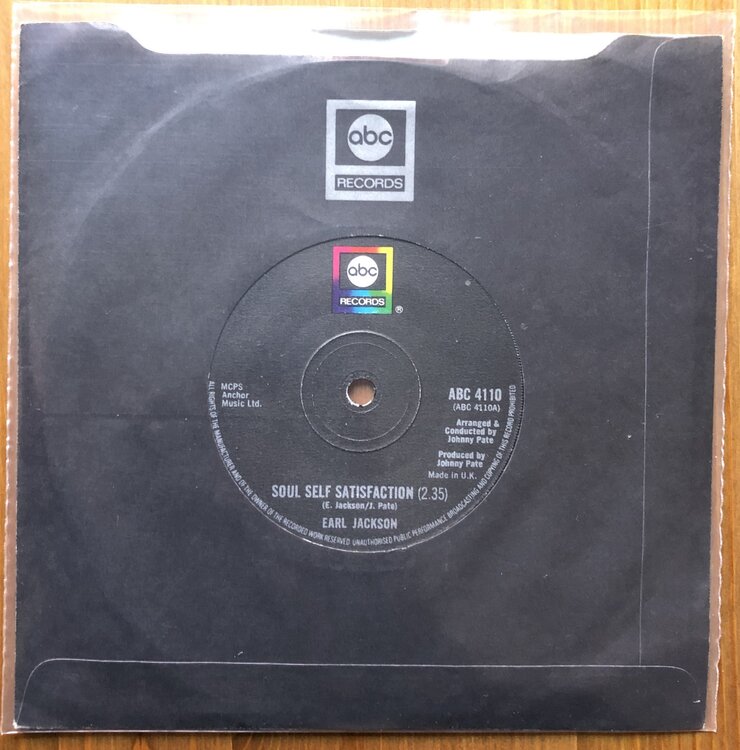 abc
RECORDS
abc
RECORDS
®
MCPS
Anchor
Music Ltd.
ABC 4110
(ABC 4110A)
Arranged &
Conducted by
Johnny Pate
Produced by
Johnny Pate
Made in U.K.
SOUL SELF SATISFACTION (2.35)
(E. Jackson/J. Pate)
EARL JACKSON
ALL RIGHTS OF THE MANUFACTURER AND OF THE OWNER OF THE RECORDED WORK RESERVED UNAUTHORISED PUBLIC PERFORMANCE BROADCASTING AND COPYING OF THIS RECORD PROHIBITED